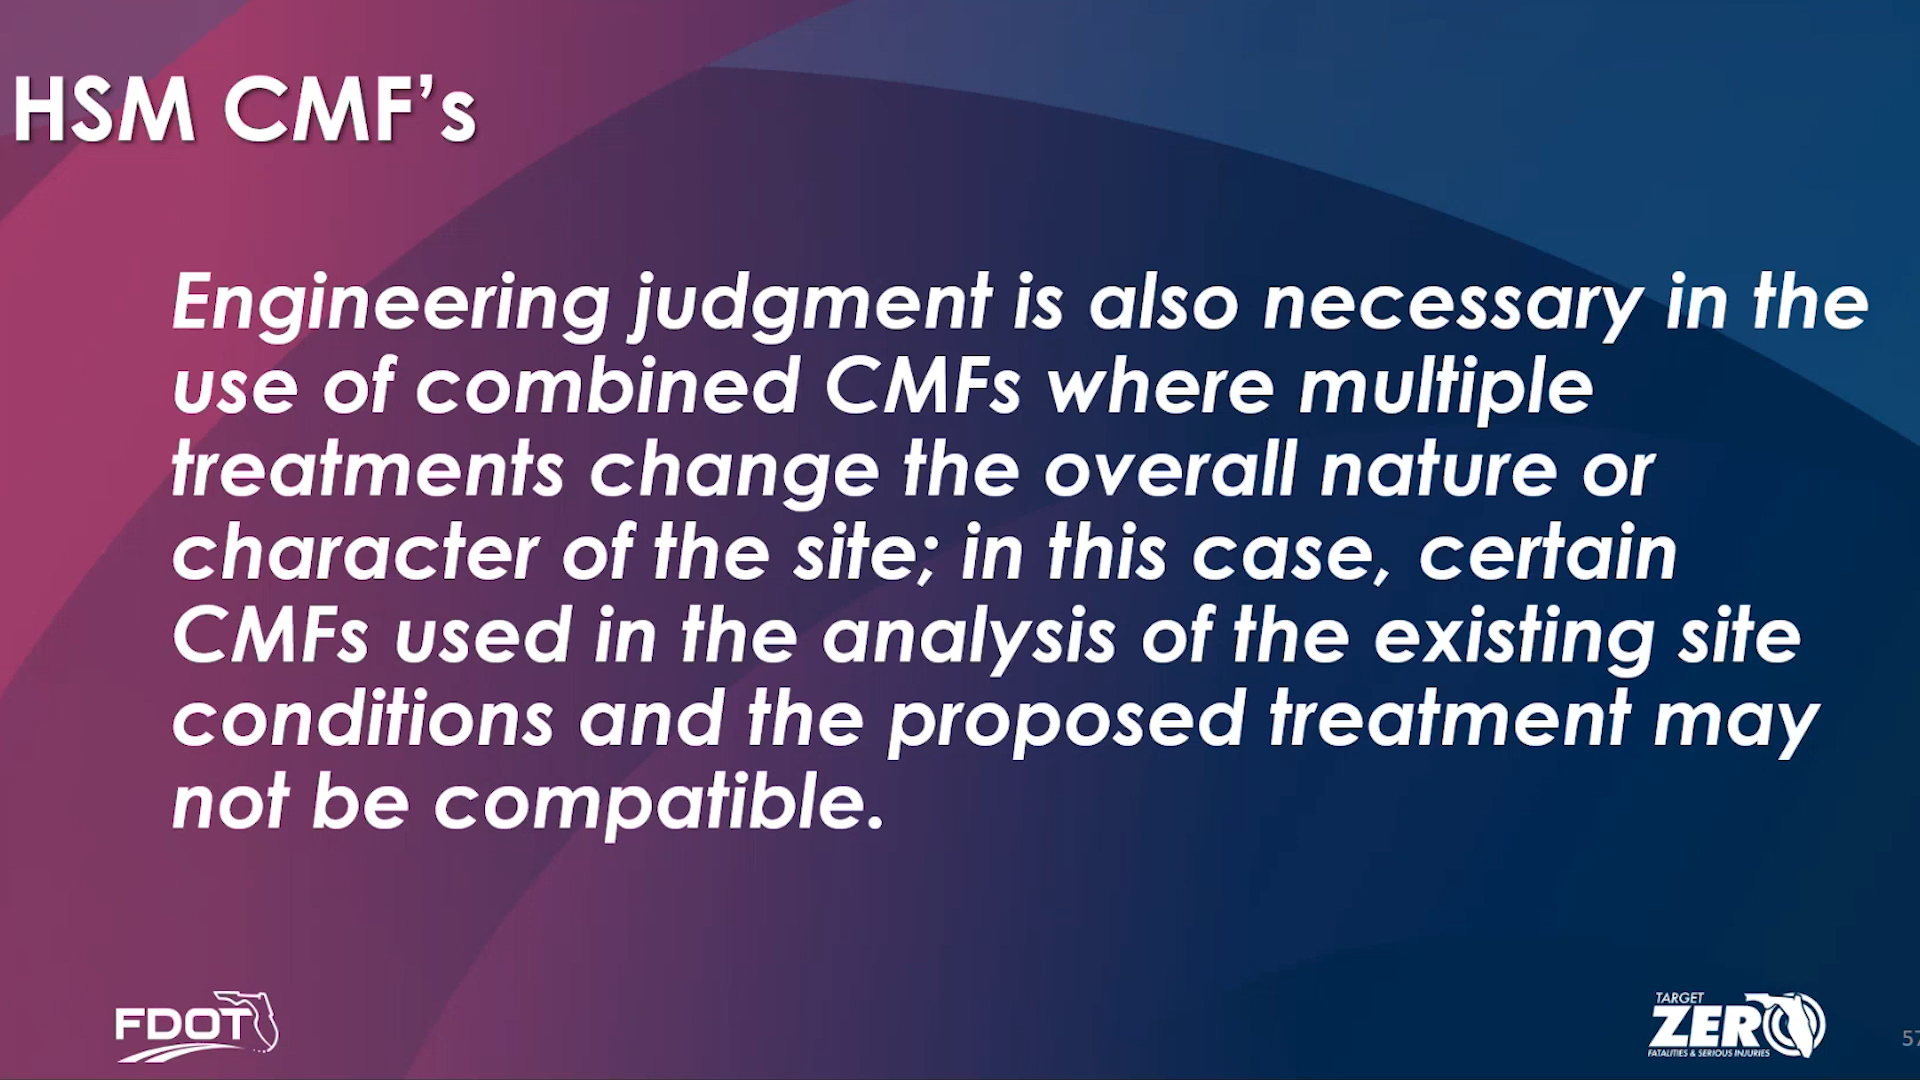 HSM CMF’s
Engineering judgment is also necessary in the
use of combined CMFs where multiple
treatments change the overall nature or
character of the site; in this case, certain
CMFs used in the analysis of the existing site
conditions and the proposed treatment may
not be compatible.
FDOT
TARGET
ZERO
FATALITIES & SERIOUS INJURIES
57